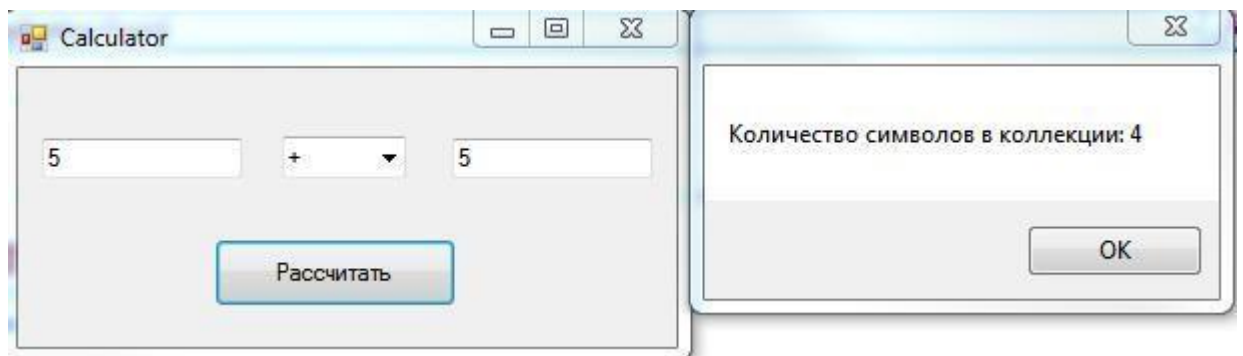 Calculator
5 + 5
Рассчитать
Количество символов в коллекции: 4
OK